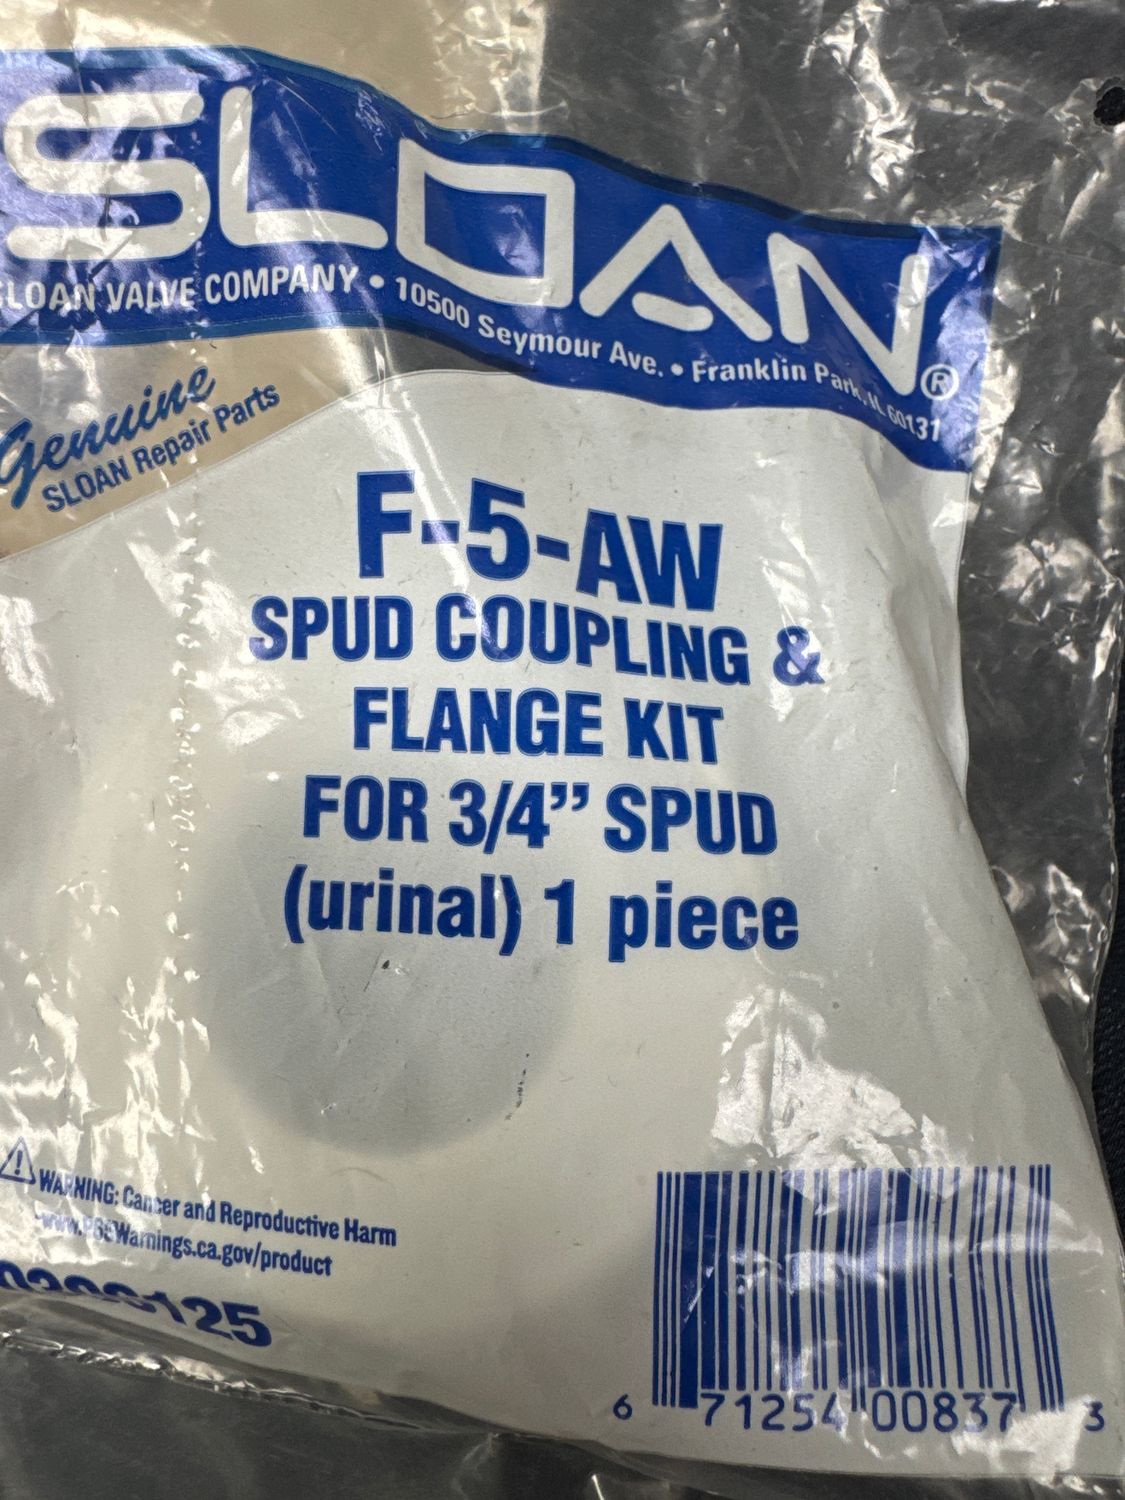 SLOAN®
SLOAN VALVE COMPANY • 10500 Seymour Ave. • Franklin Park, IL 60131
Genuine
SLOAN Repair Parts
F-5-AW
SPUD COUPLING &
FLANGE KIT
FOR 3/4” SPUD
(urinal) 1 piece
WARNING: Cancer and Reproductive Harm
-www.P65Warnings.ca.gov/product
6 71254 00837 3